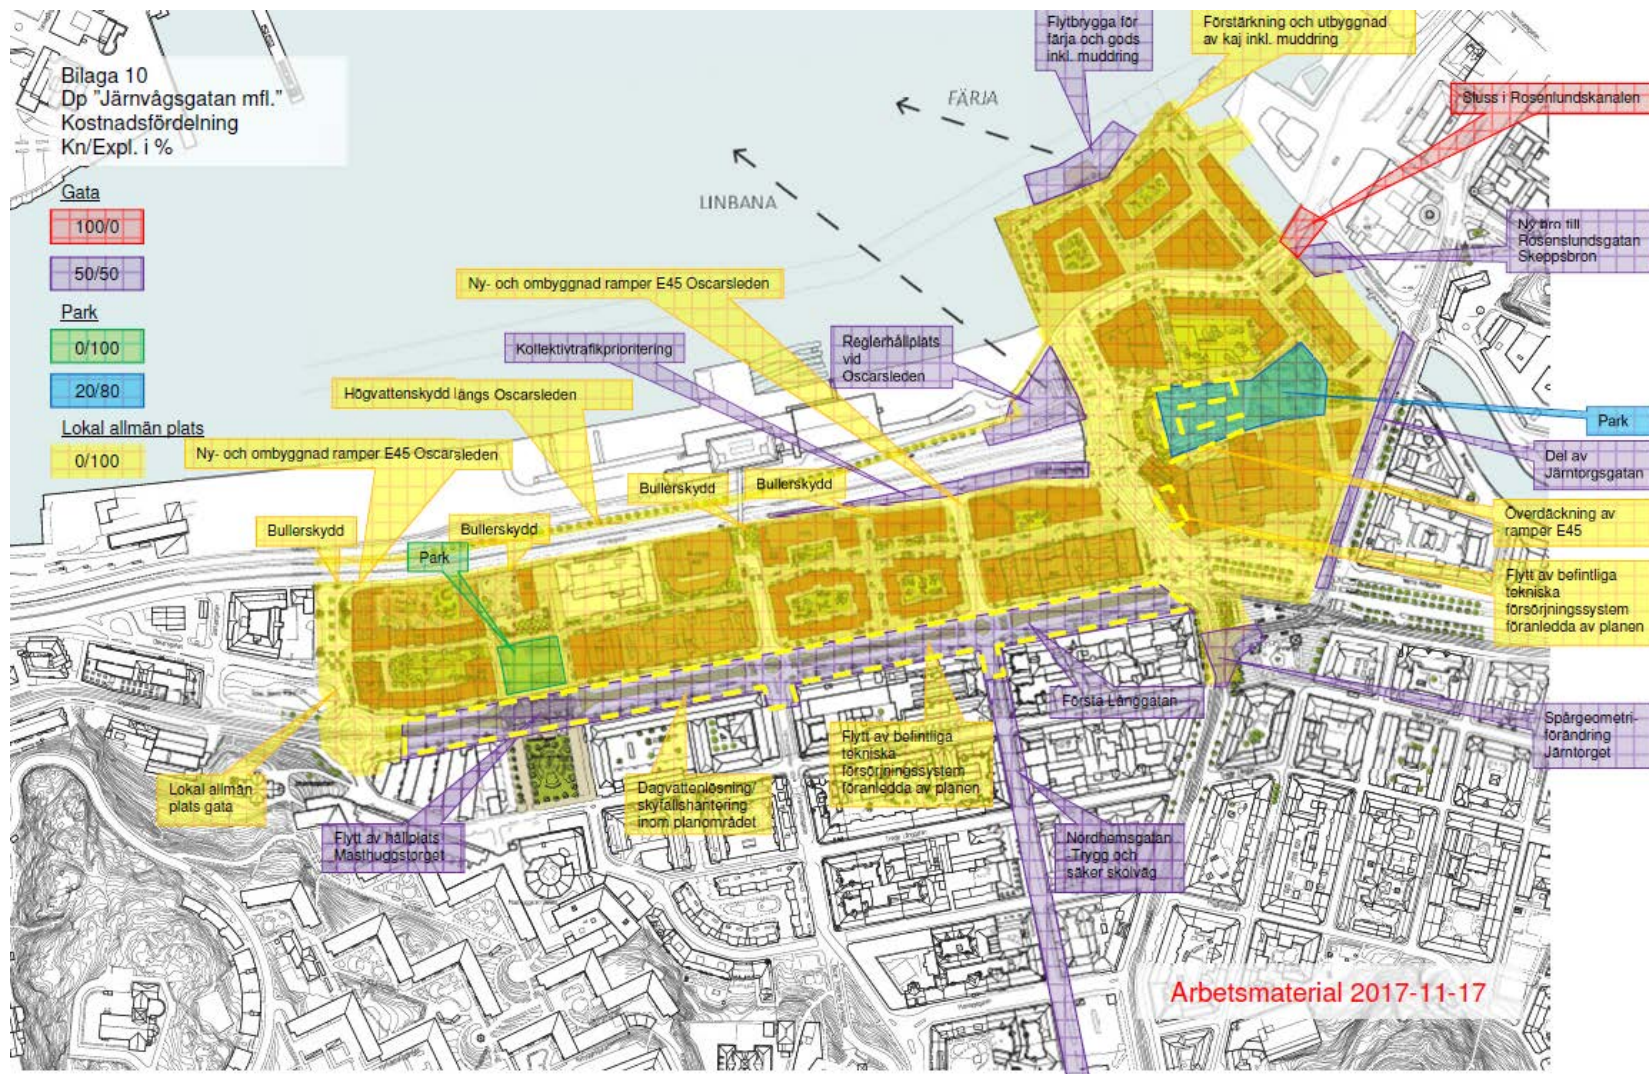 Bilaga 10
Dp "Järnvågsgatan mfl."
Kostnadsfördelning
Kn/Expl. i %
Gata
100/0
50/50
Park
0/100
20/80
Lokal allmän plats
0/100
Flytbrygga för
färja och gods
inkl. muddring
Förstärkning och utbyggnad
av kaj inkl. muddring
FÄRJA
LINBANA
Sluss i Rosenlundskanalen
Ny bro till
Rosenslundsgatan
Skeppsbron
Ny- och ombyggnad ramper E45 Oscarsleden
Kollektivtrafikprioritering
Reglerhållplats
vid
Oscarsleden
Högvattenskydd längs Oscarsleden
Ny- och ombyggnad ramper E45 Oscarsleden
Park
Del av
Järntorgsgatan
Bullerskydd
Bullerskydd
Bullerskydd
Bullerskydd
Park
Överdäckning av
ramper E45
Flytt av befintliga
tekniska
försörjningssystem
föranledda av planen
Första Långgatan
Spårgeometri-
förändring
Järntorget
Flytt av befintliga
tekniska
försörjningssystem
föranledda av planen
Lokal allmän
plats gata
Dagvattenlösning/
skyfallshantering
inom planområdet
Flytt av hållplats
Masthuggstorget
Nordhemsgatan
-Trygg och
säker skolväg
Arbetsmaterial 2017-11-17